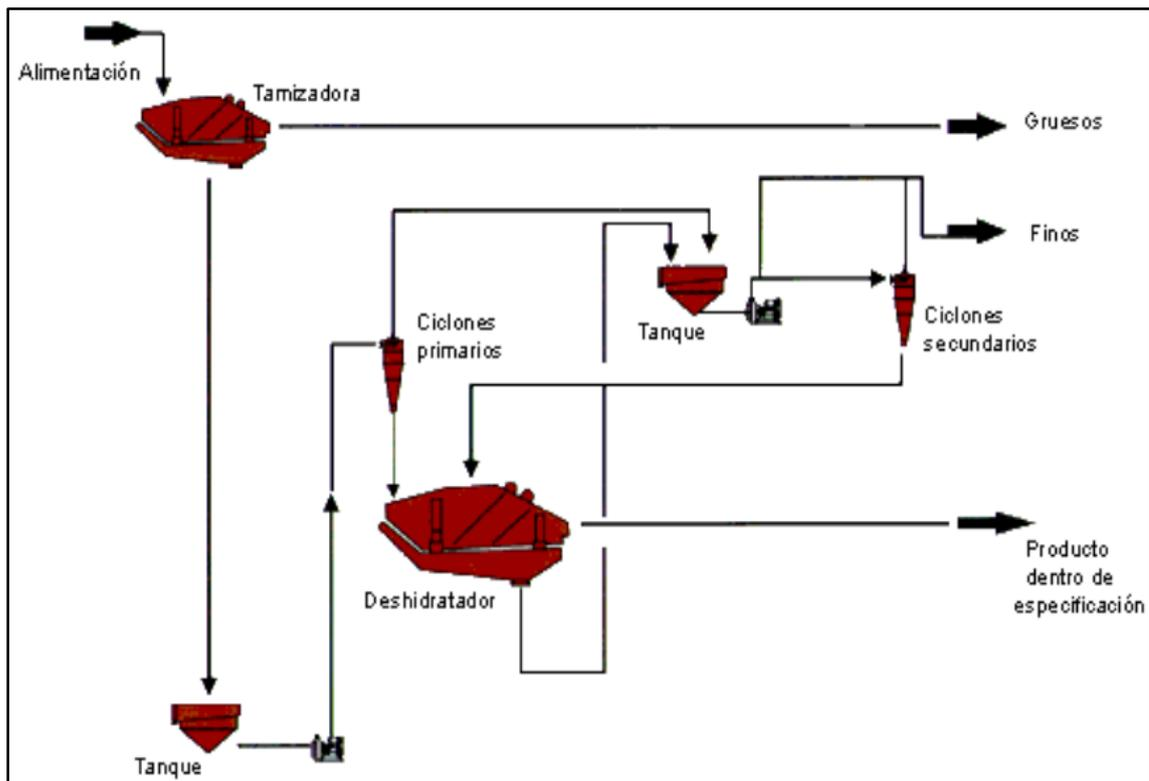 Alimentación
Tamizadora
Gruesos
Finos
Tanque
Ciclones
primarios
Ciclones
secundarios
Deshidratador
Producto
dentro de
especificación
Tanque